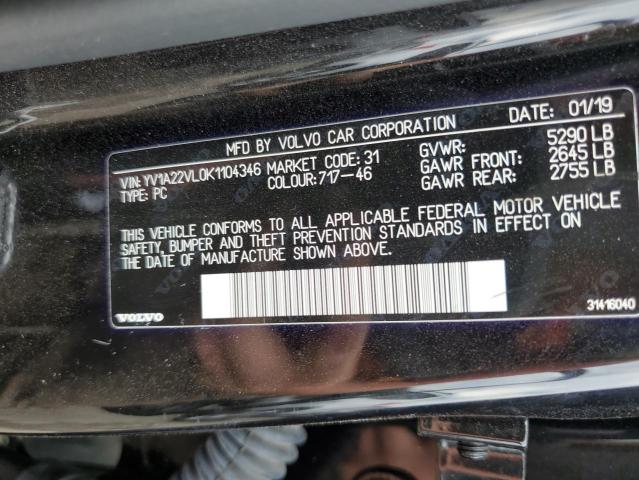 MFD BY VOLVO CAR CORPORATION DATE: 01/19
VIN: YV1A22VL0K1104346 MARKET CODE: 31 GVWR: 5290 LB
TYPE: PC COLOUR: 717-46 GAWR FRONT: 2645 LB
GAWR REAR: 2755 LB
THIS VEHICLE CONFORMS TO ALL APPLICABLE FEDERAL MOTOR VEHICLE
SAFETY, BUMPER AND THEFT PREVENTION STANDARDS IN EFFECT ON
THE DATE OF MANUFACTURE SHOWN ABOVE.
VOLVO 31416040